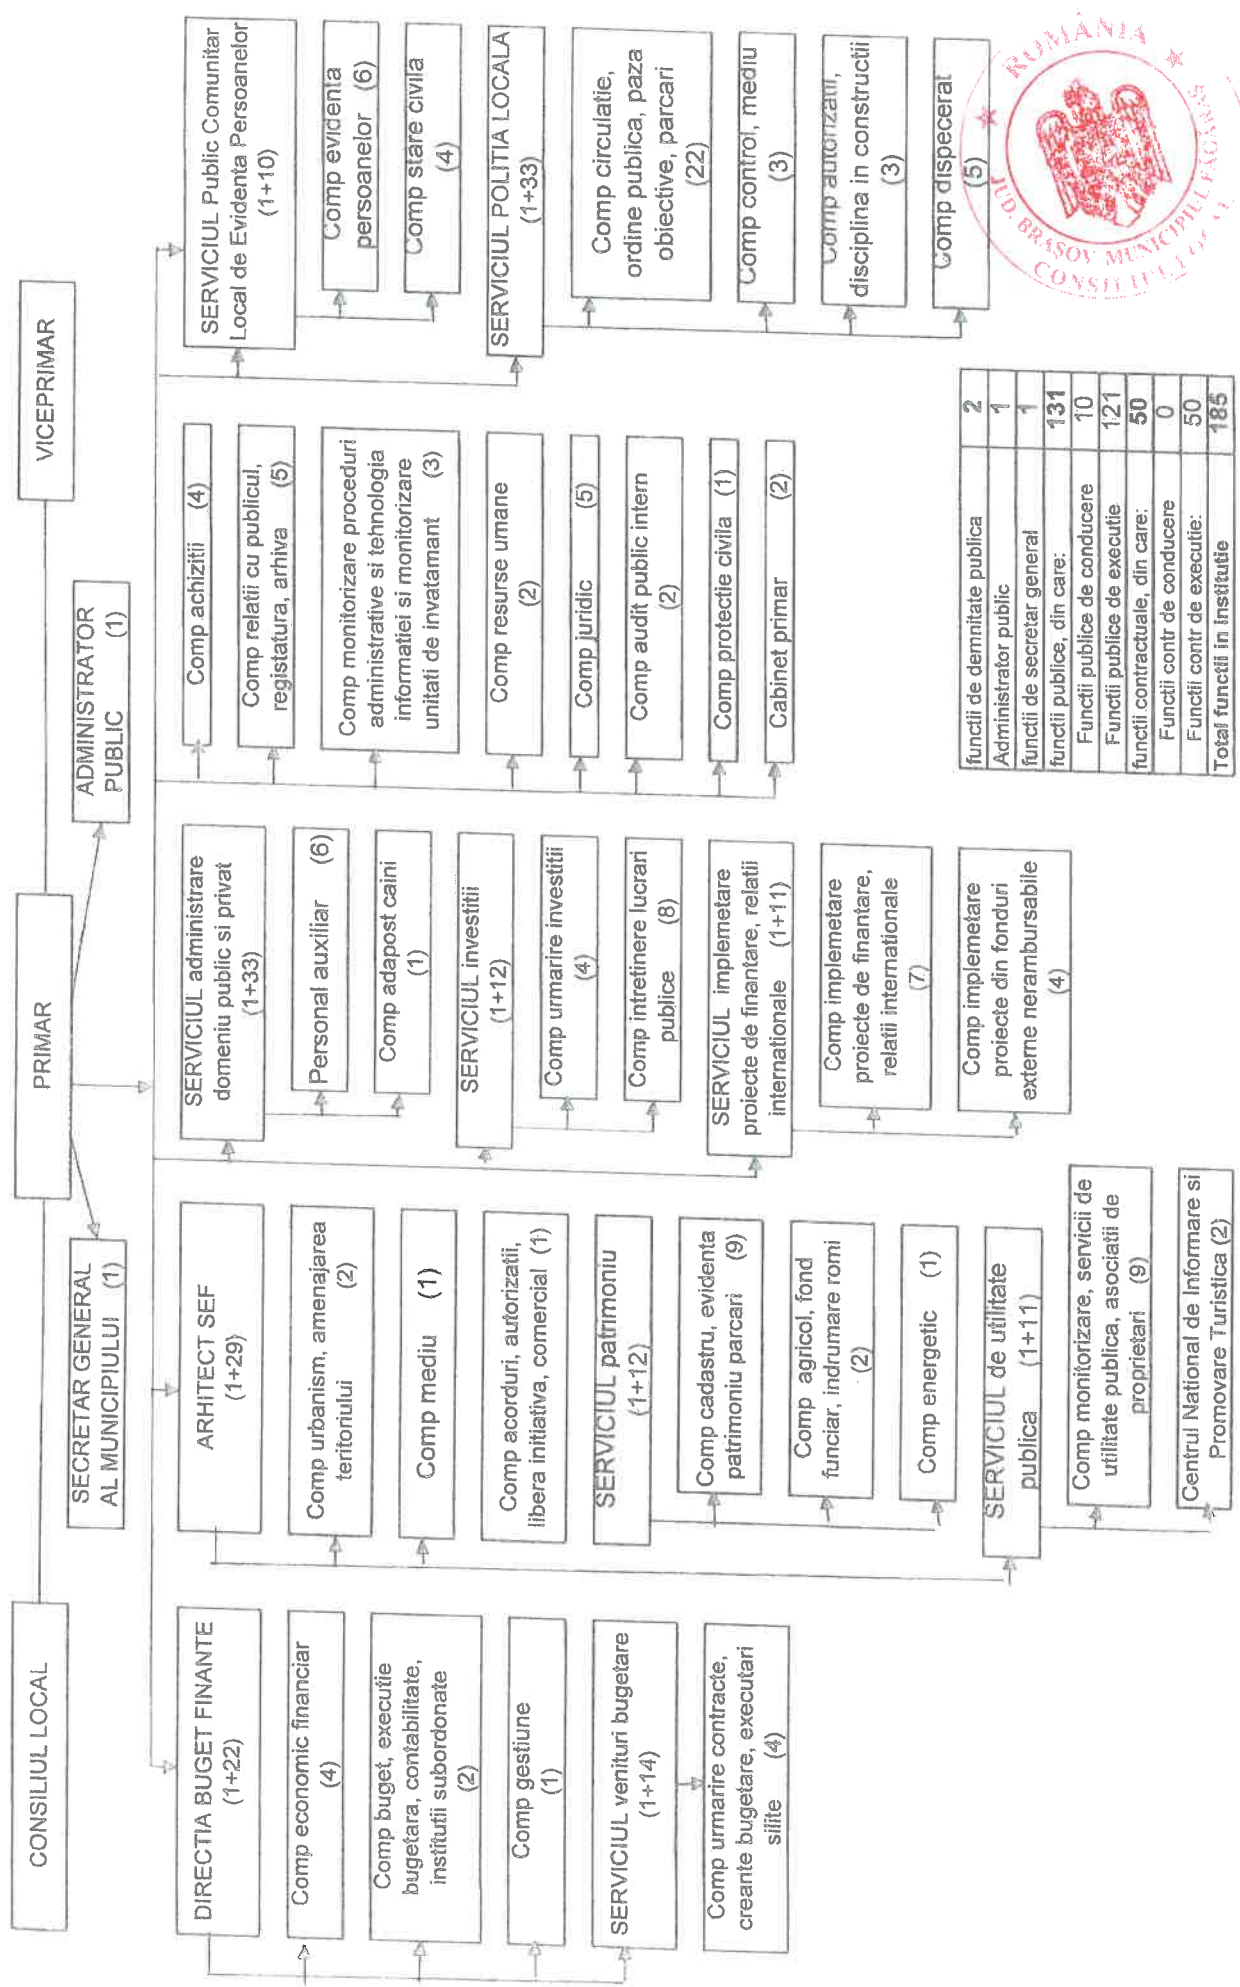 CONSILIUL LOCAL
PRIMAR
VICEPRIMAR
SECRETAR GENERAL
AL MUNICIPIULUI (1)
ADMINISTRATOR
PUBLIC (1)
DIRECTIA BUGET FINANTE
(1+22)
Comp economic financiar
(4)
Comp buget, executie
bugetara, contabilitate,
institutii subordonate
(2)
Comp gestiune
(1)
SERVICIUL venituri bugetare
(1+14)
Comp urmarire contracte,
creante bugetare, executari
silite (4)
ARHITECT SEF
(1+29)
Comp urbanism, amenajarea
teritoriului (2)
Comp mediu (1)
Comp acorduri, autorizatii,
libera initiativa, comercial (1)
SERVICIUL patrimoniu
(1+12)
Comp cadastru, evidenta
patrimoniu parcari (9)
Comp agricol, fond
funciar, indrumare romi
(2)
Comp energetic (1)
SERVICIUL de utilitate
publica (1+11)
Comp monitorizare, servicii de
utilitate publica, asociatii de
proprietari (9)
Centrul National de Informare si
Promovare Turistica (2)
SERVICIUL administrare
domeniu public si privat
(1+33)
Personal auxiliar (6)
Comp adapost caini
(1)
SERVICIUL investitii
(1+12)
Comp urmarire investitii
(4)
Comp intretinere lucrari
publice (8)
SERVICIUL implemetare
proiecte de finantare, relatii
internationale (1+11)
Comp implemetare
proiecte de finantare,
relatii internationale
(7)
Comp implemetare
proiecte din fonduri
externe nerambursabile
(4)
Comp achizitii (4)
Comp relatii cu publicul,
registatura, arhiva (5)
Comp monitorizare proceduri
administrative si tehnologia
informatiei si monitorizare
unitati de invatamant (3)
Comp resurse umane
(2)
Comp juridic (5)
Comp audit public intern
(2)
Comp protectie civila (1)
Cabinet primar (2)
SERVICIUL Public Comunitar
Local de Evidenta Persoanelor
(1+10)
Comp evidenta
persoanelor (6)
Comp stare civila
(4)
SERVICIUL POLITIA LOCALA
(1+33)
Comp circulatie,
ordine publica, paza
obiective, parcari
(22)
Comp control, mediu
(3)
Comp autorizatii,
disciplina in constructii
(3)
Comp dispecerat
(5)
functii de demnitate publica 2
Administrator public 1
functii de secretar general 1
functii publice, din care: 131
Functii publice de conducere 10
Functii publice de executie 121
functii contractuale, din care: 50
Functii contr de conducere 0
Functii contr de executie: 50
Total functii in institutie 185
ROMÂNIA
JUD. BRASOV MUNICIPIUL FĂGĂRAŞ
CONSILIUL LOCAL